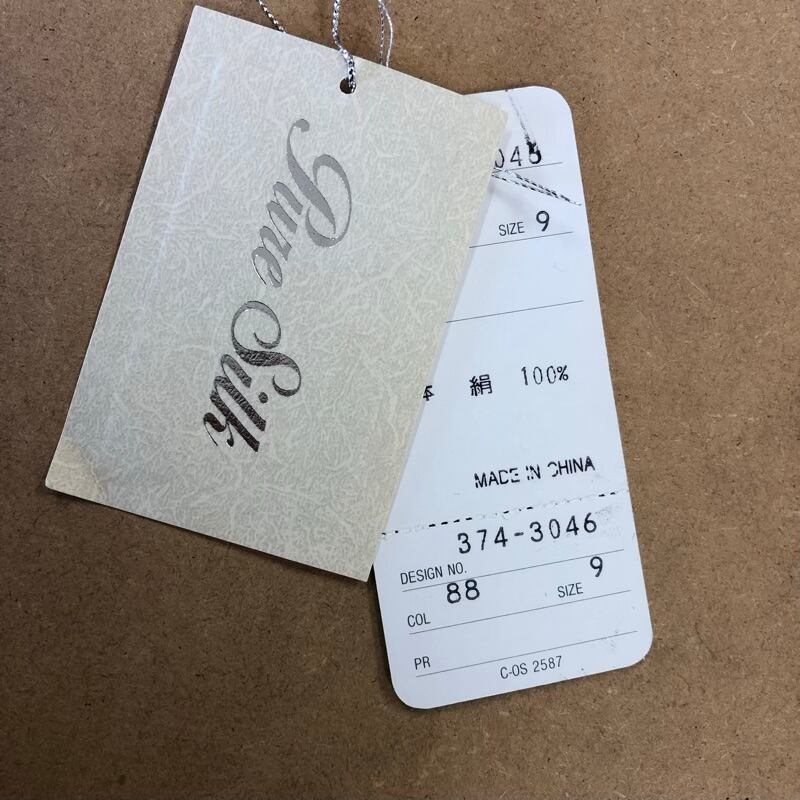 Pure Silk
SIZE 9
絹 100%
MADE IN CHINA
374-3046
DESIGN NO.
COL 88 SIZE 9
PR
C-OS 2587